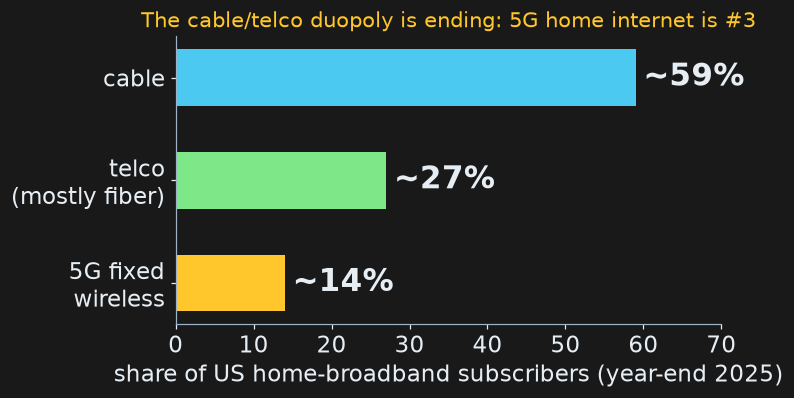 The cable/telco duopoly is ending: 5G home internet is #3
cable
~59%
telco
(mostly fiber)
~27%
5G fixed
wireless
~14%
0 10 20 30 40 50 60 70
share of US home-broadband subscribers (year-end 2025)